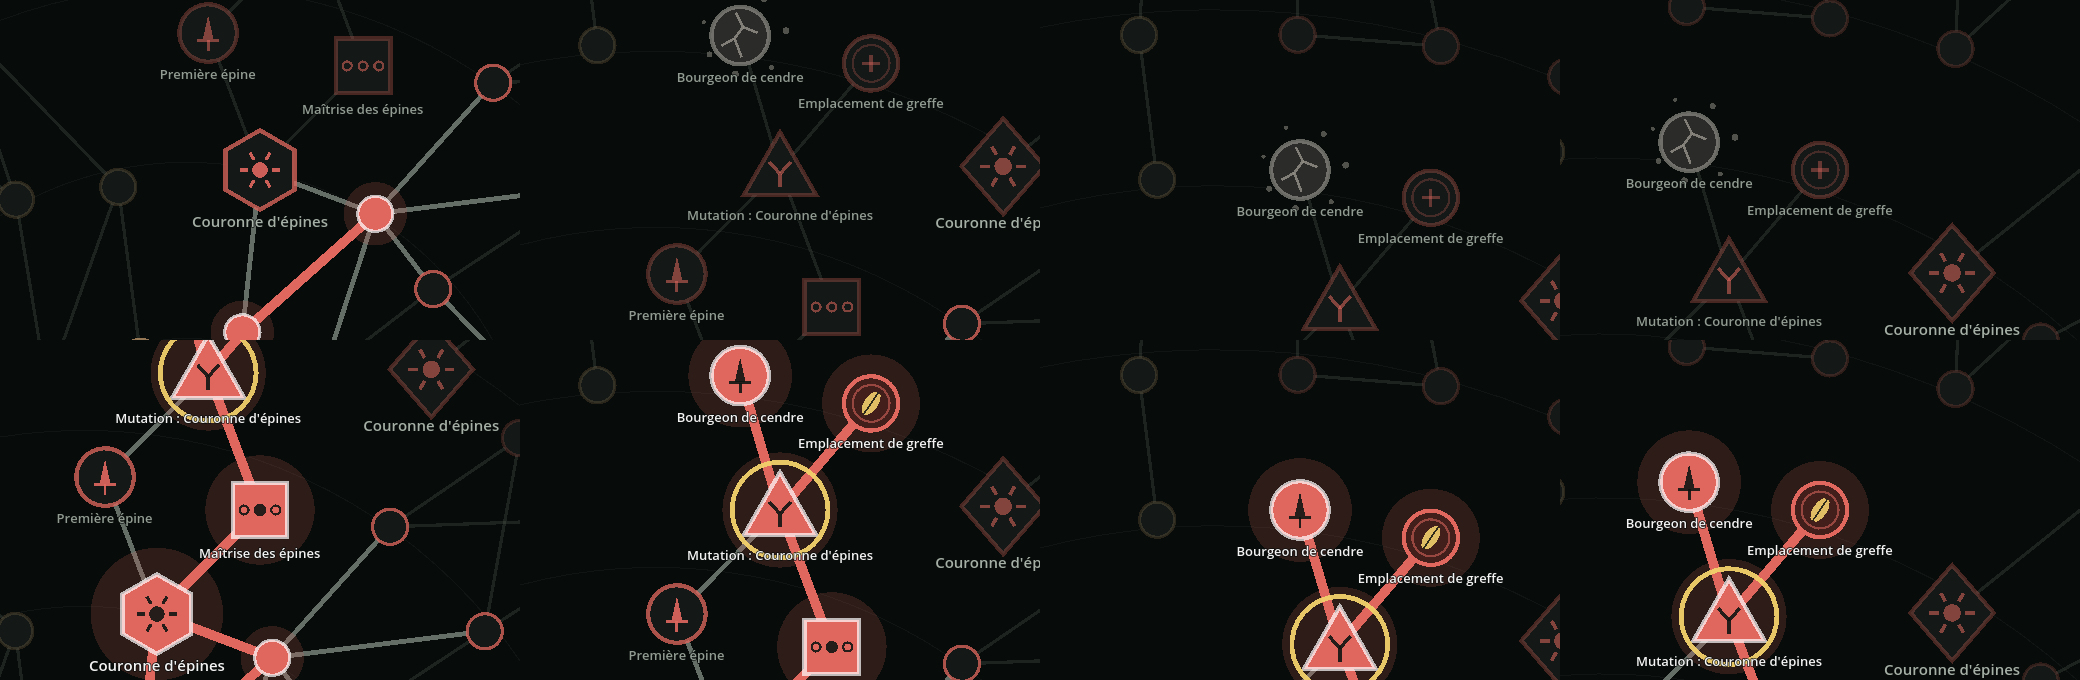 Première épine
Maîtrise des épines
Couronne d'épines
Bourgeon de cendre
Emplacement de greffe
Mutation : Couronne d'épines
Couronne d'ép
Première épine
Bourgeon de cendre
Emplacement de greffe
Bourgeon de cendre
Emplacement de greffe
Mutation : Couronne d'épines
Couronne d'épines
Mutation : Couronne d'épines
Couronne d'épines
Première épine
Maîtrise des épines
Couronne d'épines
Bourgeon de cendre
Emplacement de greffe
Mutation : Couronne d'épines
Couronne d'ép
Première épine
Bourgeon de cendre
Emplacement de greffe
Bourgeon de cendre
Emplacement de greffe
Mutation : Couronne d'épines
Couronne d'épines